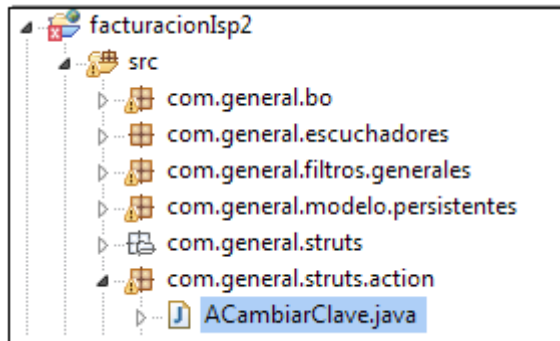 facturacionIsp2
src
com.general.bo
com.general.escuchadores
com.general.filtros.generales
com.general.modelo.persistentes
com.general.struts
com.general.struts.action
ACambiarClave.java